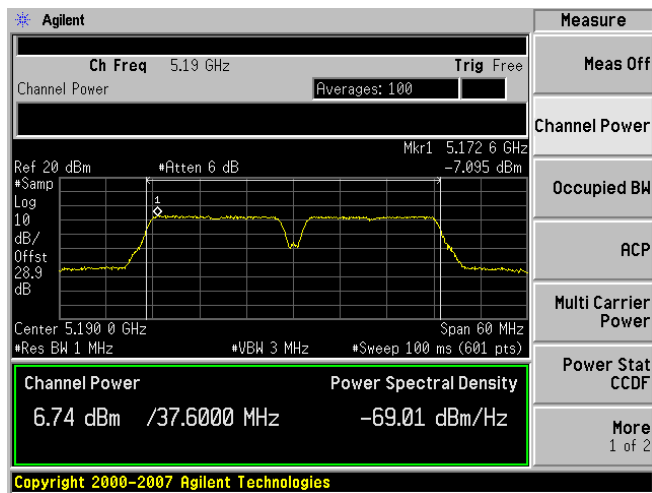 Agilent
Measure
Ch Freq 5.19 GHz Trig Free
Meas Off
Channel Power Averages: 100
Channel Power
Mkr1 5.172 6 GHz
Ref 20 dBm #Atten 6 dB -7.095 dBm
#Samp
Log
1
10
dB/
Offst
28.9
dB
Occupied BW
ACP
Multi Carrier
Power
Center 5.190 0 GHz Span 60 MHz
#Res BW 1 MHz #VBW 3 MHz #Sweep 100 ms (601 pts)
Power Stat
CCDF
Channel Power Power Spectral Density
6.74 dBm /37.6000 MHz -69.01 dBm/Hz
More
1 of 2
Copyright 2000-2007 Agilent Technologies